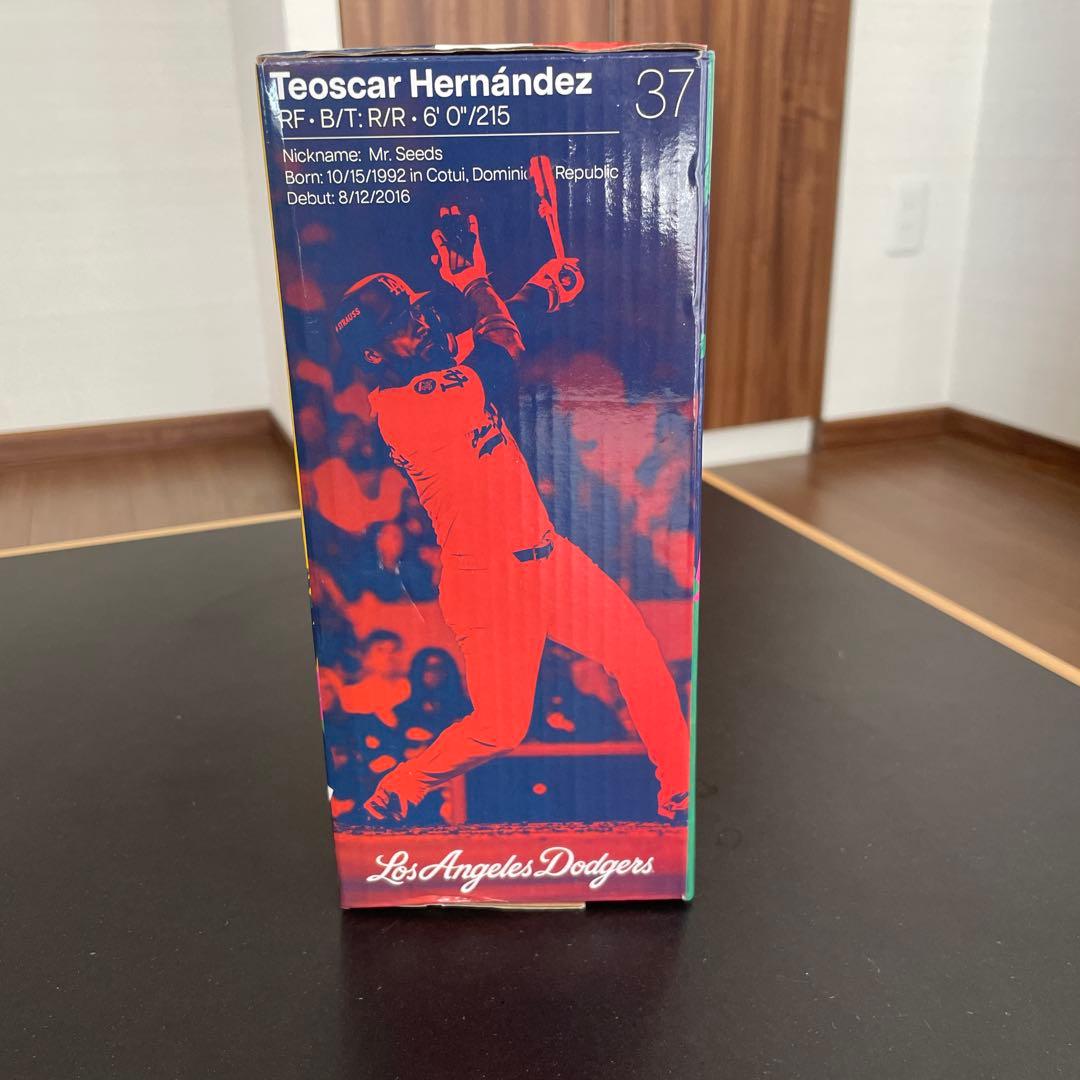 Teoscar Hernández
37
RF • B/T: R/R • 6' 0"/215
Nickname: Mr. Seeds
Born: 10/15/1992 in Cotui, Dominic Republic
Debut: 8/12/2016
LA
STRAUSS
Los Angeles Dodgers